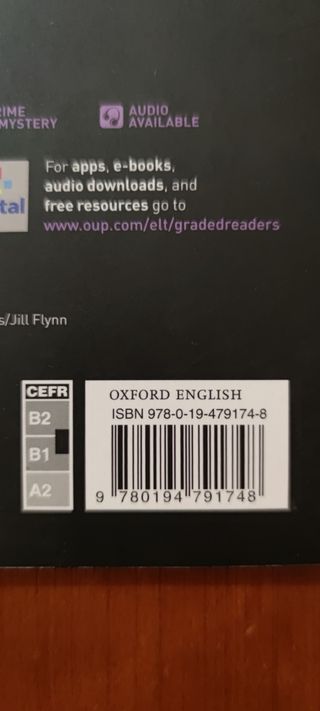 RIME
MYSTERY
AUDIO
AVAILABLE
For apps, e-books,
audio downloads, and
free resources go to
www.oup.com/elt/gradedreaders
tal
s/Jill Flynn
CEFR
B2
B1
A2
OXFORD ENGLISH
ISBN 978-0-19-479174-8
9 780194 791748